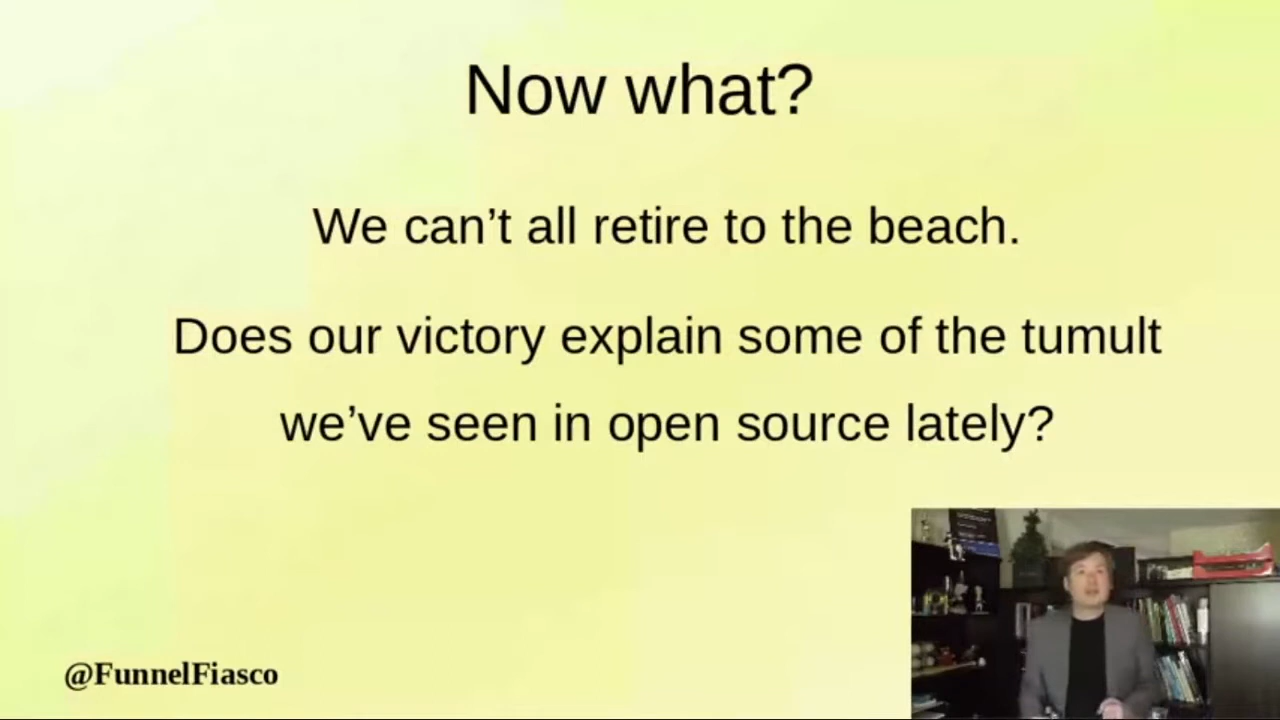 Now what?
We can’t all retire to the beach.
Does our victory explain some of the tumult
we’ve seen in open source lately?
@FunnelFiasco